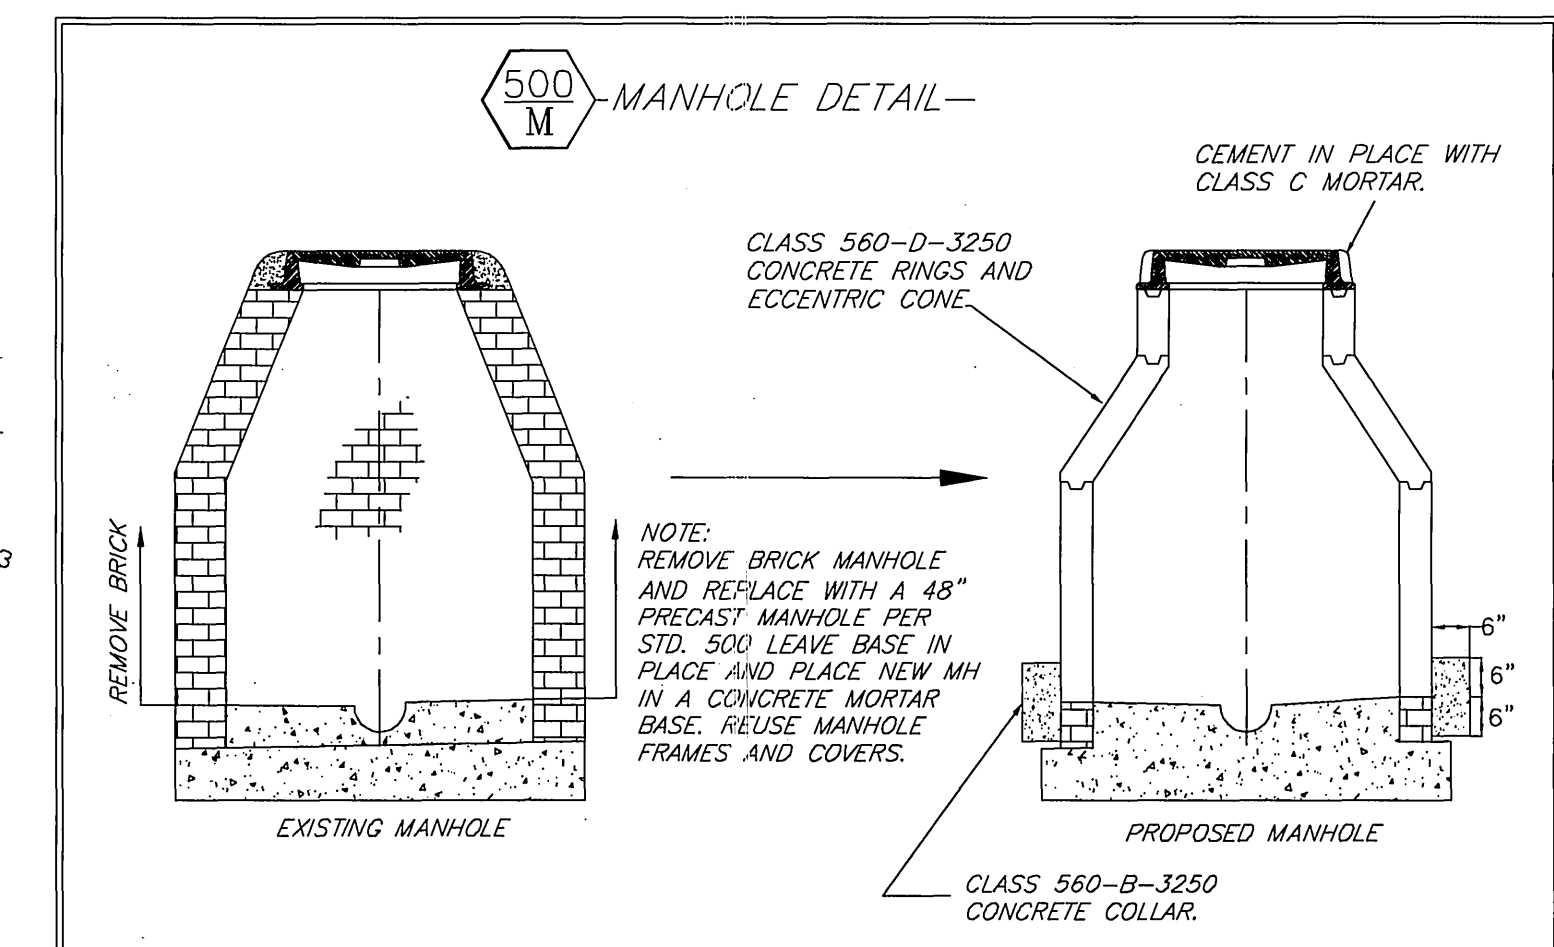 500
M
-MANHOLE DETAIL-
CEMENT IN PLACE WITH
CLASS C MORTAR.
CLASS 560-D-3250
CONCRETE RINGS AND
ECCENTRIC CONE
REMOVE BRICK
NOTE:
REMOVE BRICK MANHOLE
AND REPLACE WITH A 48"
PRECAST MANHOLE PER
STD. 500 LEAVE BASE IN
PLACE AND PLACE NEW MH
IN A CONCRETE MORTAR
BASE. REUSE MANHOLE
FRAMES AND COVERS.
3
6"
6"
6"
EXISTING MANHOLE
PROPOSED MANHOLE
CLASS 560-B-3250
CONCRETE COLLAR.